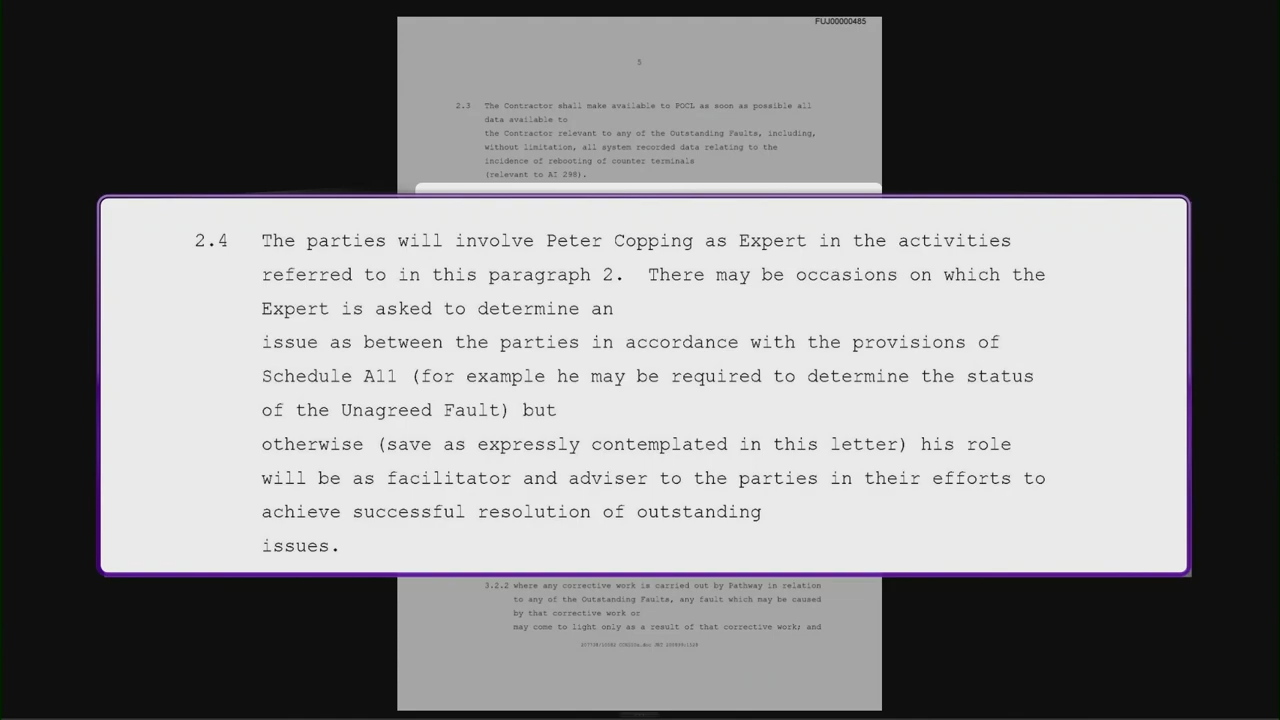 FUJ00000485
5
2.3 The Contractor shall make available to POCL as soon as possible all
data available to
the Contractor relevant to any of the Outstanding Faults, including,
without limitation, all system recorded data relating to the
incidence of rebooting of counter terminals
(relevant to AI 298).
2.4 The parties will involve Peter Copping as Expert in the activities
referred to in this paragraph 2. There may be occasions on which the
Expert is asked to determine an
issue as between the parties in accordance with the provisions of
Schedule A11 (for example he may be required to determine the status
of the Unagreed Fault) but
otherwise (save as expressly contemplated in this letter) his role
will be as facilitator and adviser to the parties in their efforts to
achieve successful resolution of outstanding
issues.
3.2.2 where any corrective work is carried out by Pathway in relation
to any of the Outstanding Faults, any fault which may be caused
by that corrective work or
may come to light only as a result of that corrective work; and